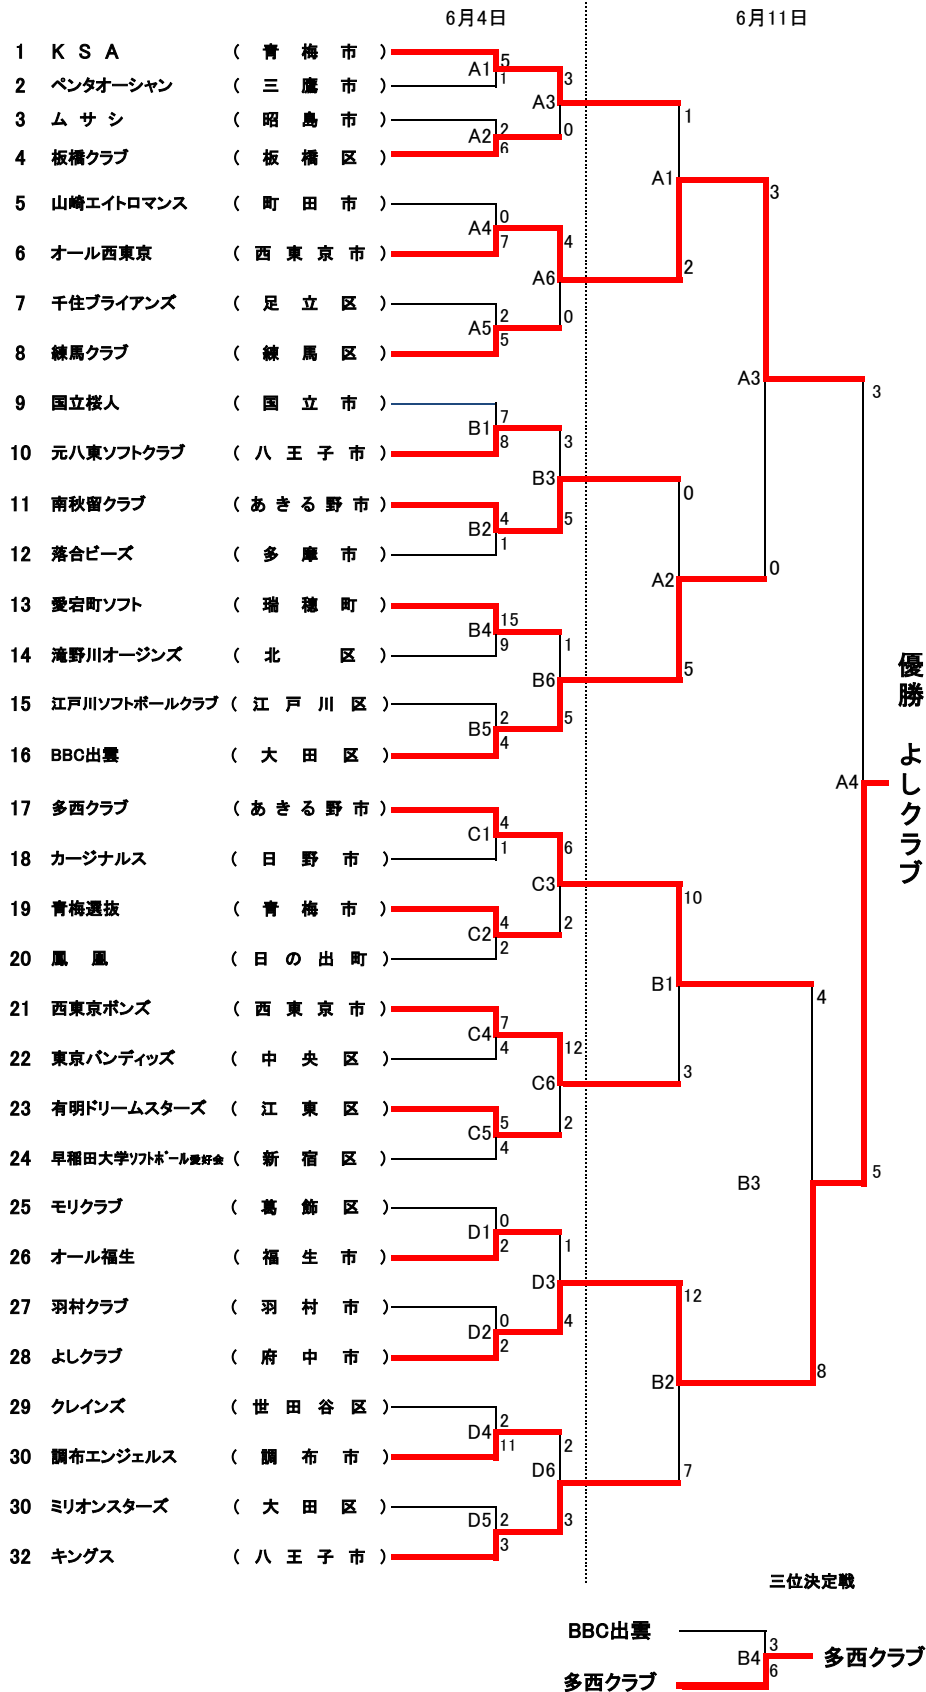 6月4日 6月11日
1 K S A ( 青 梅 市 )
5
A1
1
3
2 ペンタオーシャン ( 三 鷹 市 )
A3
1
3 ム サ シ ( 昭 島 市 )
2
A2
6
0
4 板橋クラブ ( 板 橋 区 )
A1
3
5 山崎エイトロマンス ( 町 田 市 )
0
A4
7
4
6 オール西東京 ( 西 東 京 市 )
A6
2
7 千住ブライアンズ ( 足 立 区 )
2
A5
5
0
8 練馬クラブ ( 練 馬 区 )
A3
3
9 国立桜人 ( 国 立 市 )
7
B1
8
3
10 元八東ソフトクラブ ( 八 王 子 市 )
B3
0
11 南秋留クラブ ( あ き る 野 市 )
4
B2
1
5
12 落合ビーズ ( 多 摩 市 )
A2
0
13 愛宕町ソフト ( 瑞 穂 町 )
15
B4
9
1
14 滝野川オージンズ ( 北 区 )
B6
5
15 江戸川ソフトボールクラブ ( 江 戸 川 区 )
2
B5
4
5
16 BBC出雲 ( 大 田 区 )
A4
優勝 よしクラブ
17 多西クラブ ( あ き る 野 市 )
4
C1
1
6
18 カージナルス ( 日 野 市 )
C3
10
19 青梅選抜 ( 青 梅 市 )
4
C2
2
2
20 鳳 凰 ( 日 の 出 町 )
B1
4
21 西東京ボンズ ( 西 東 京 市 )
7
C4
4
12
22 東京バンディッズ ( 中 央 区 )
C6
3
23 有明ドリームスターズ ( 江 東 区 )
5
C5
4
2
24 早稲田大学ソフトボール愛好会 ( 新 宿 区 )
B3
5
25 モリクラブ ( 葛 飾 区 )
0
D1
2
1
26 オール福生 ( 福 生 市 )
D3
12
27 羽村クラブ ( 羽 村 市 )
0
D2
2
4
28 よしクラブ ( 府 中 市 )
B2
8
29 クレインズ ( 世 田 谷 区 )
2
D4
11
2
30 調布エンジェルス ( 調 布 市 )
D6
7
30 ミリオンスターズ ( 大 田 区 )
2
D5
3
3
32 キングス ( 八 王 子 市 )
三位決定戦
BBC出雲
3
B4 多西クラブ
6
多西クラブ